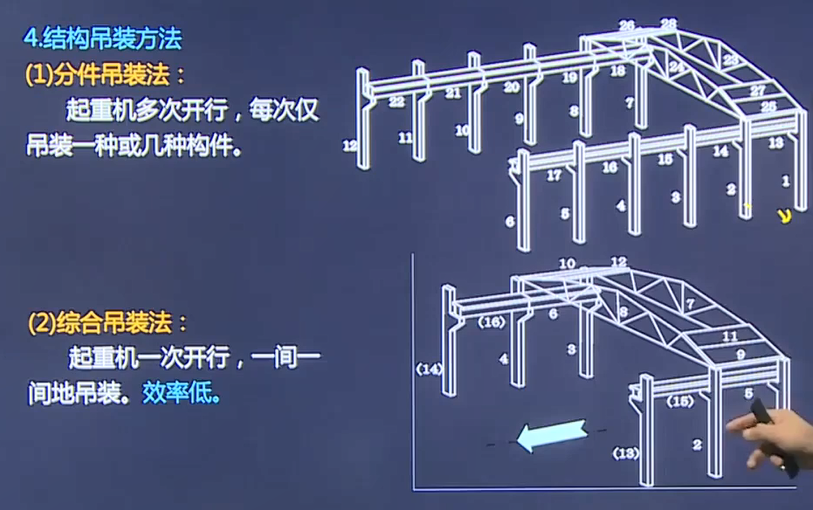 4.结构吊装方法
(1)分件吊装法：
起重机多次开行，每次仅
吊装一种或几种构件。
26 28
23
24
27
25
22 21 20 19 18
12 11 10 9 8 7
17 16 15 14 13
6 5 4 3 2 1
(2)综合吊装法：
起重机一次开行，一间一
间地吊装。效率低。
10 12
7
8
11
9
(16) 6
(14) 4 3
(15) 5
(13) 2